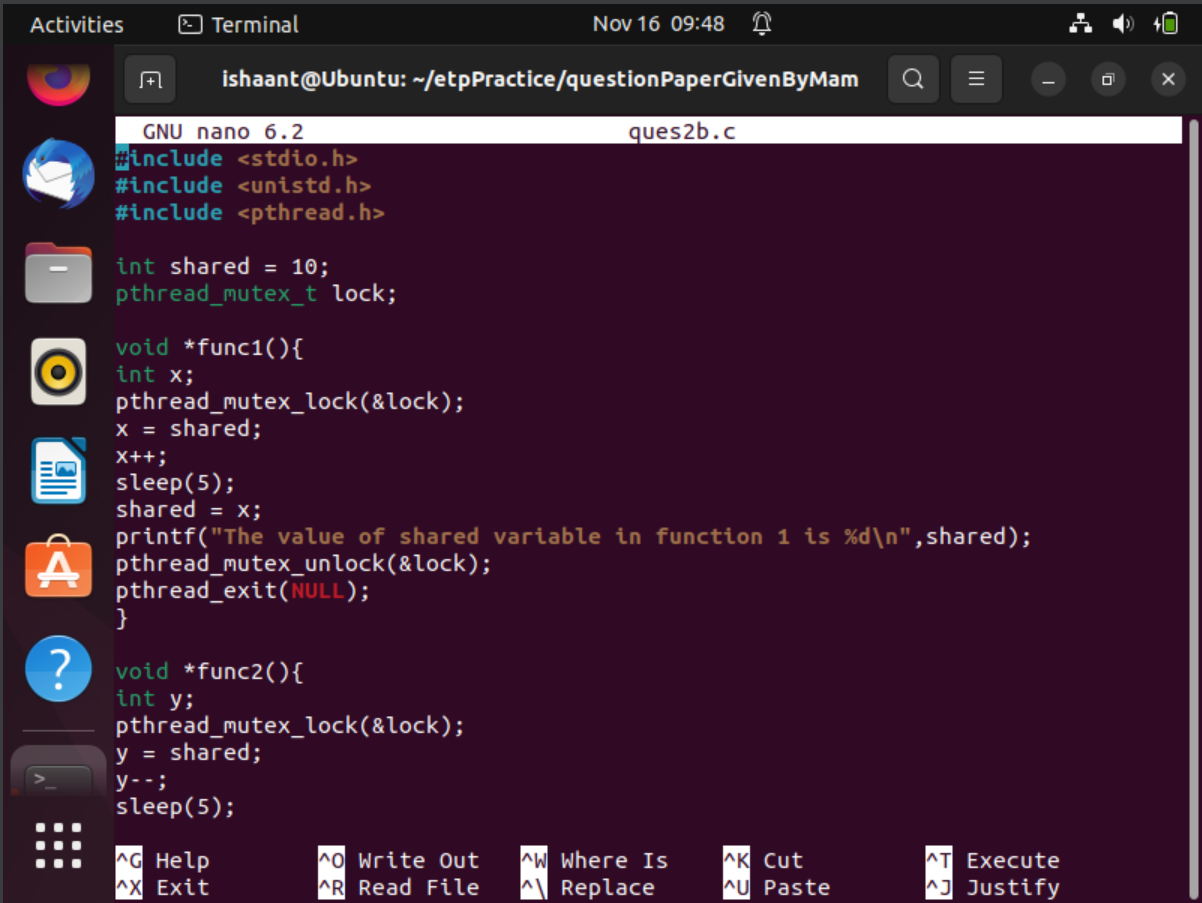 Activities Terminal Nov 16 09:48
ishaant@Ubuntu: ~/etpPractice/questionPaperGivenByMam
GNU nano 6.2 ques2b.c
#include <stdio.h>
#include <unistd.h>
#include <pthread.h>

int shared = 10;
pthread_mutex_t lock;

void *func1(){
int x;
pthread_mutex_lock(&lock);
x = shared;
x++;
sleep(5);
shared = x;
printf("The value of shared variable in function 1 is %d\n",shared);
pthread_mutex_unlock(&lock);
pthread_exit(NULL);
}

void *func2(){
int y;
pthread_mutex_lock(&lock);
y = shared;
y--;
sleep(5);

^G Help ^O Write Out ^W Where Is ^K Cut ^T Execute
^X Exit ^R Read File ^\ Replace ^U Paste ^J Justify